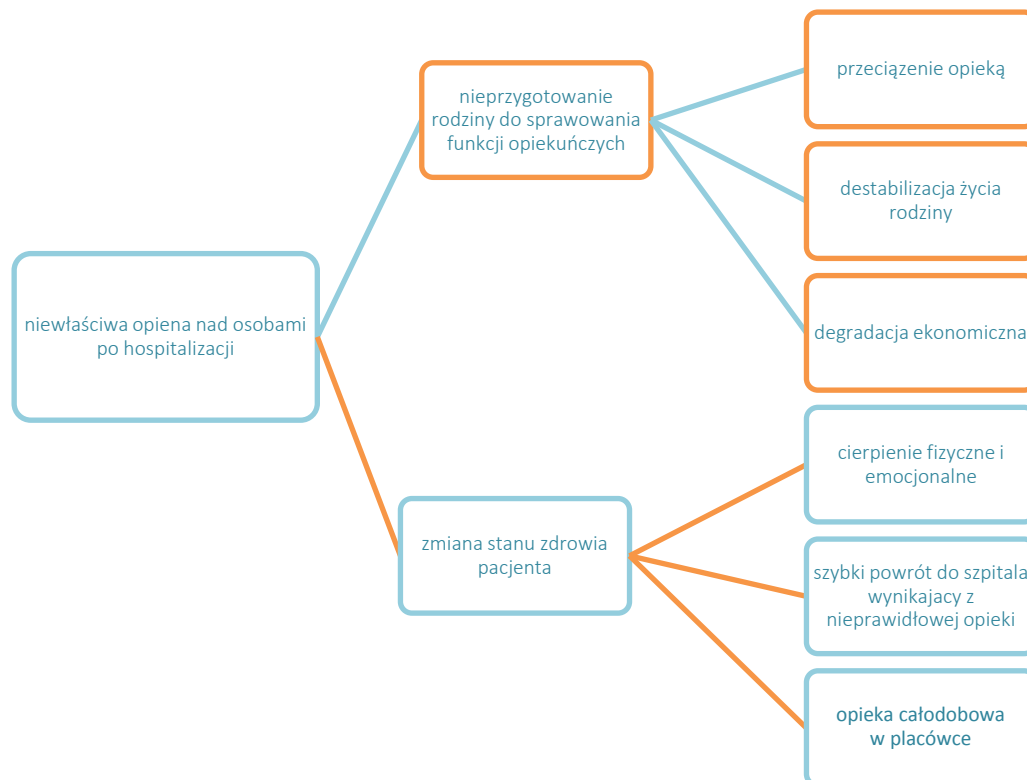 niewłaściwa opiena nad osobami
po hospitalizacji
nieprzygotowanie
rodziny do sprawowania
funkcji opiekuńczych
przeciązenie opieką
destabilizacja życia
rodziny
degradacja ekonomiczna
zmiana stanu zdrowia
pacjenta
cierpienie fizyczne i
emocjonalne
szybki powrót do szpitala
wynikajacy z
nieprawidłowej opieki
opieka całodobowa
w placówce